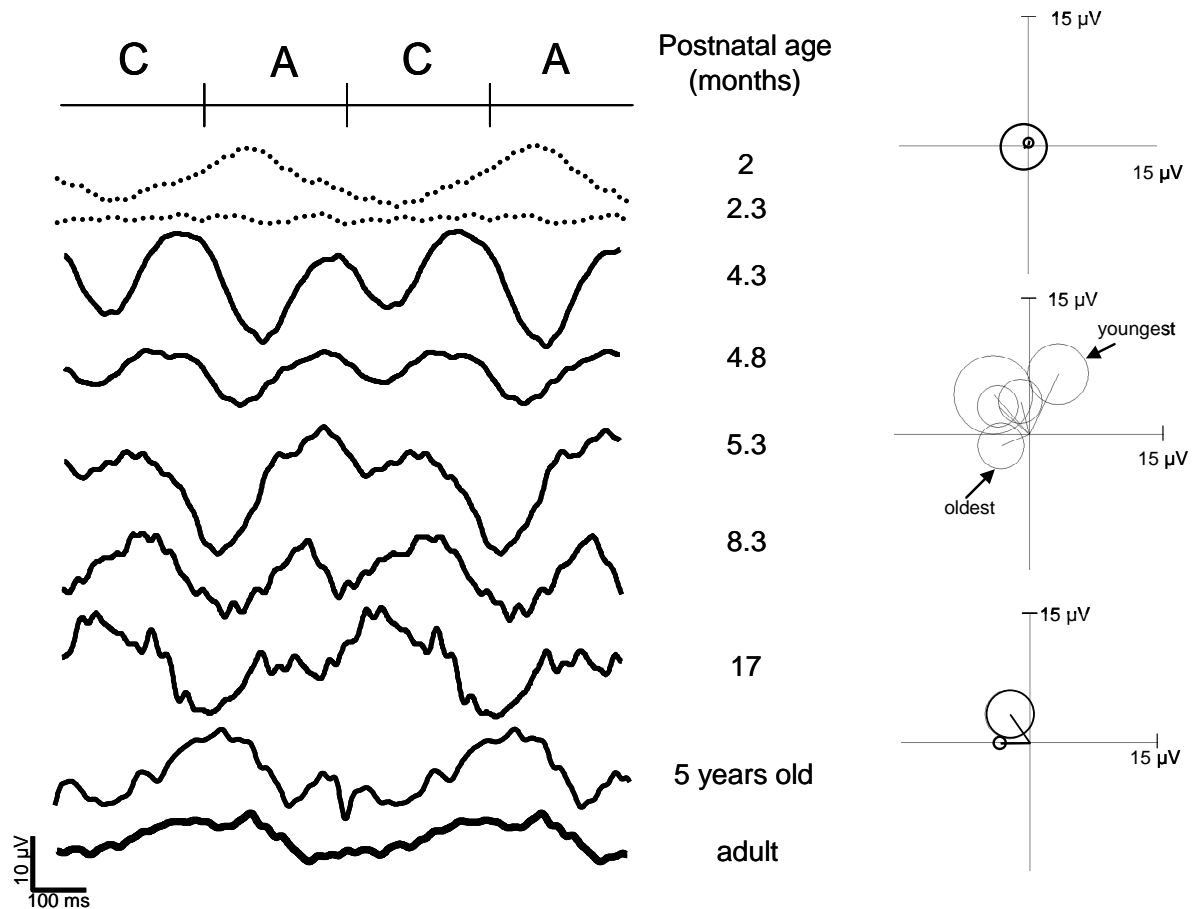 C A C A
Postnatal age
(months)
2
2.3
4.3
4.8
5.3
8.3
17
5 years old
adult
10 µV
100 ms
15 µV
15 µV
15 µV
youngest
15 µV
oldest
15 µV
15 µV